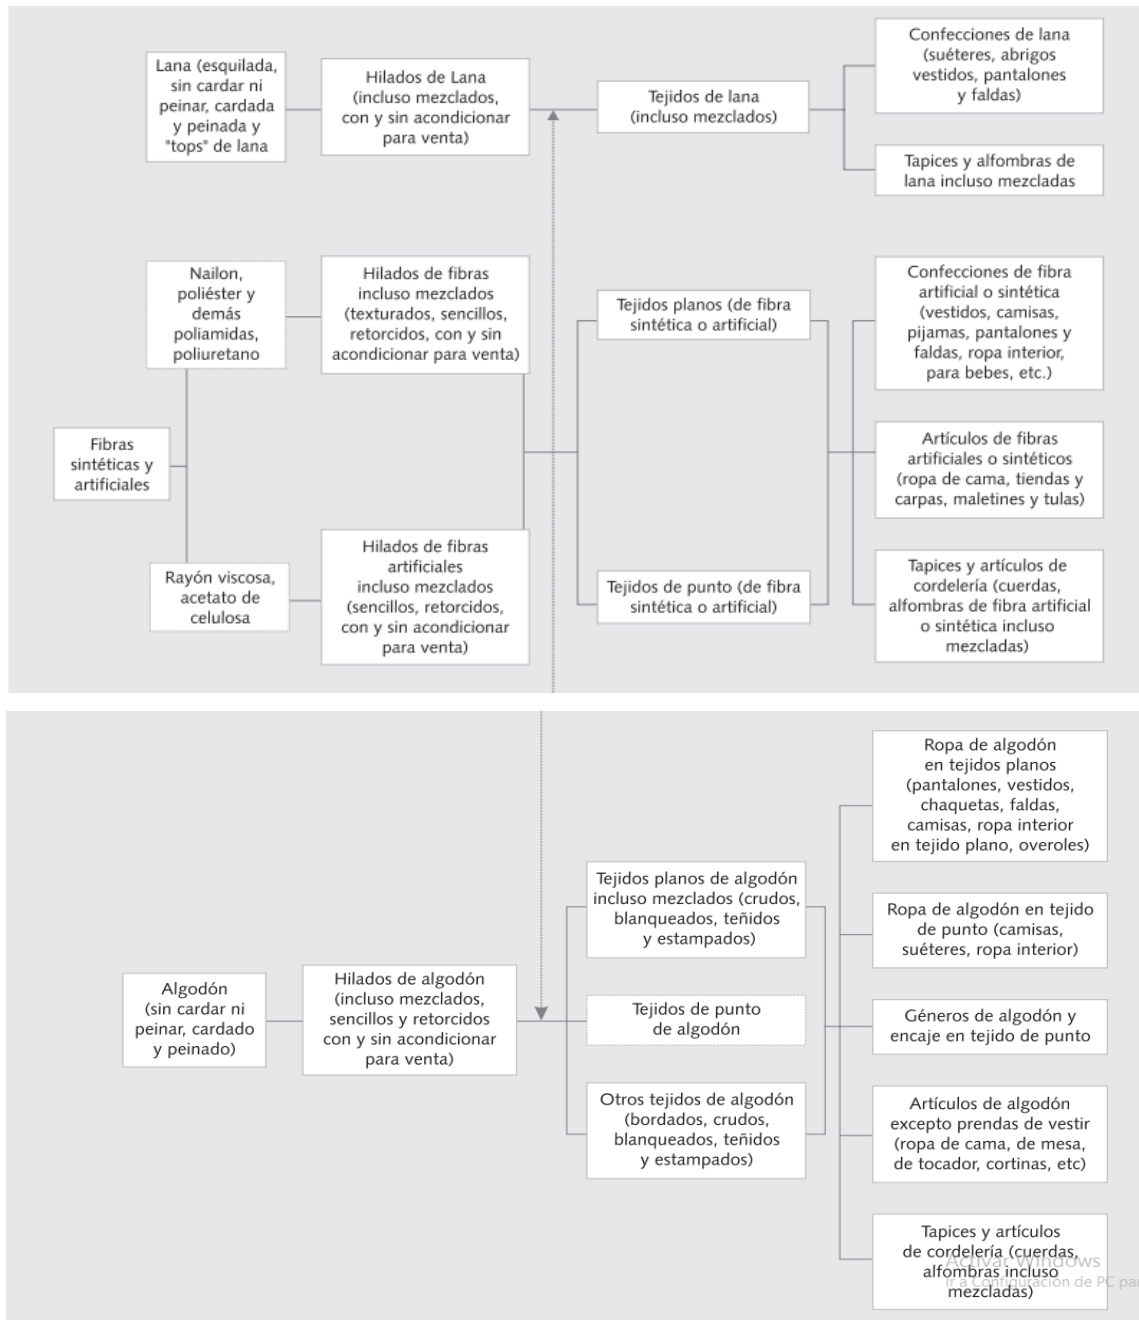 Lana (esquilada,
sin cardar ni
peinar, cardada
y peinada y
"tops" de lana
Hilados de Lana
(incluso mezclados,
con y sin acondicionar
para venta)
Tejidos de lana
(incluso mezclados)
Confecciones de lana
(suéteres, abrigos
vestidos, pantalones
y faldas)
Tapices y alfombras de
lana incluso mezcladas
Fibras
sintéticas y
artificiales
Nailon,
poliéster y
demás
poliamidas,
poliuretano
Hilados de fibras
incluso mezclados
(texturados, sencillos,
retorcidos, con y sin
acondicionar para venta)
Rayón viscosa,
acetato de
celulosa
Hilados de fibras
artificiales
incluso mezclados
(sencillos, retorcidos,
con y sin acondicionar
para venta)
Tejidos planos (de fibra
sintética o artificial)
Tejidos de punto (de fibra
sintética o artificial)
Confecciones de fibra
artificial o sintética
(vestidos, camisas,
pijamas, pantalones y
faldas, ropa interior,
para bebes, etc.)
Artículos de fibras
artificiales o sintéticos
(ropa de cama, tiendas y
carpas, maletines y tulas)
Tapices y artículos de
cordelería (cuerdas,
alfombras de fibra artificial
o sintética incluso
mezcladas)
Algodón
(sin cardar ni
peinar, cardado
y peinado)
Hilados de algodón
(incluso mezclados,
sencillos y retorcidos
con y sin acondicionar
para venta)
Tejidos planos de algodón
incluso mezclados (crudos,
blanqueados, teñidos
y estampados)
Tejidos de punto
de algodón
Otros tejidos de algodón
(bordados, crudos,
blanqueados, teñidos
y estampados)
Ropa de algodón
en tejidos planos
(pantalones, vestidos,
chaquetas, faldas,
camisas, ropa interior
en tejido plano, overoles)
Ropa de algodón en tejido
de punto (camisas,
suéteres, ropa interior)
Géneros de algodón y
encaje en tejido de punto
Artículos de algodón
excepto prendas de vestir
(ropa de cama, de mesa,
de tocador, cortinas, etc)
Tapices y artículos
de cordelería (cuerdas,
alfombras incluso
mezcladas)
Activar Windows
Ir a Configuración de PC par